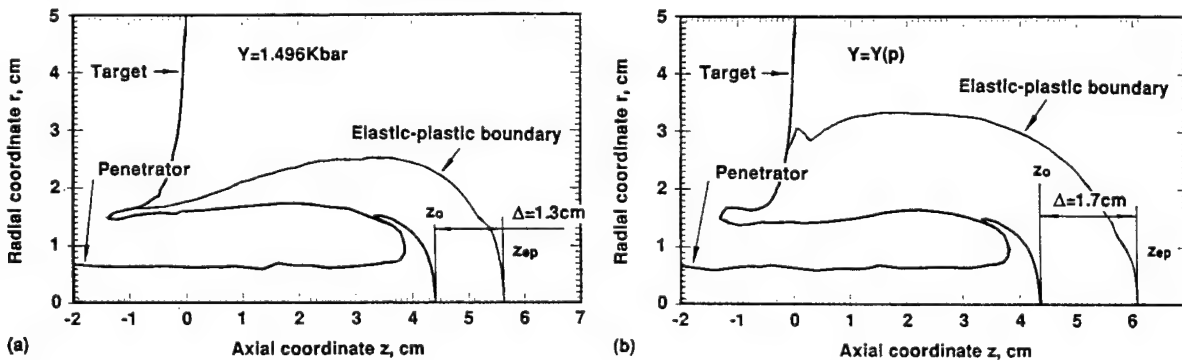 5
4
3
2
1
0
Radial coordinate r, cm
Y=1.496Kbar
Target
Elastic-plastic boundary
Penetrator
z₀
Δ=1.3cm
zₑₚ
-2 -1 0 1 2 3 4 5 6 7
(a)
Axial coordinate z, cm
5
4
3
2
1
0
Radial coordinate r, cm
Y=Y(p)
Target
Elastic-plastic boundary
Penetrator
z₀
Δ=1.7cm
zₑₚ
-2 -1 0 1 2 3 4 5 6
(b)
Axial coordinate z, cm